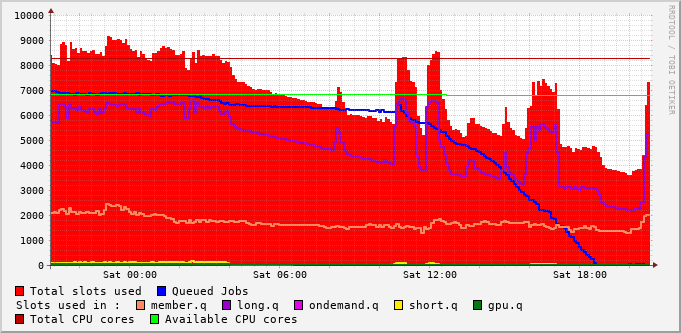 10000
9000
8000
7000
6000
5000
4000
3000
2000
1000
0
Sat 00:00 Sat 06:00 Sat 12:00 Sat 18:00
Total slots used Queued Jobs
Slots used in : member.q long.q ondemand.q short.q gpu.q
Total CPU cores Available CPU cores
RRDTOOL / TOBI OETIKER